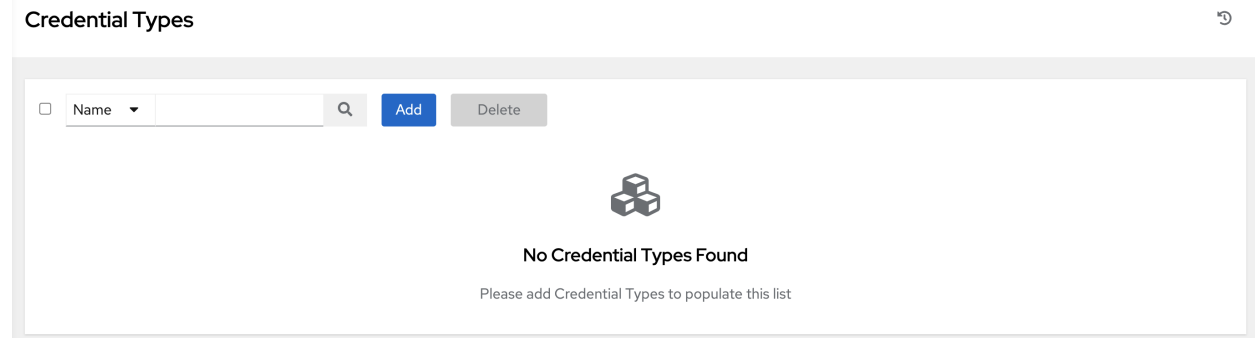 Credential Types
Name Add Delete
No Credential Types Found
Please add Credential Types to populate this list